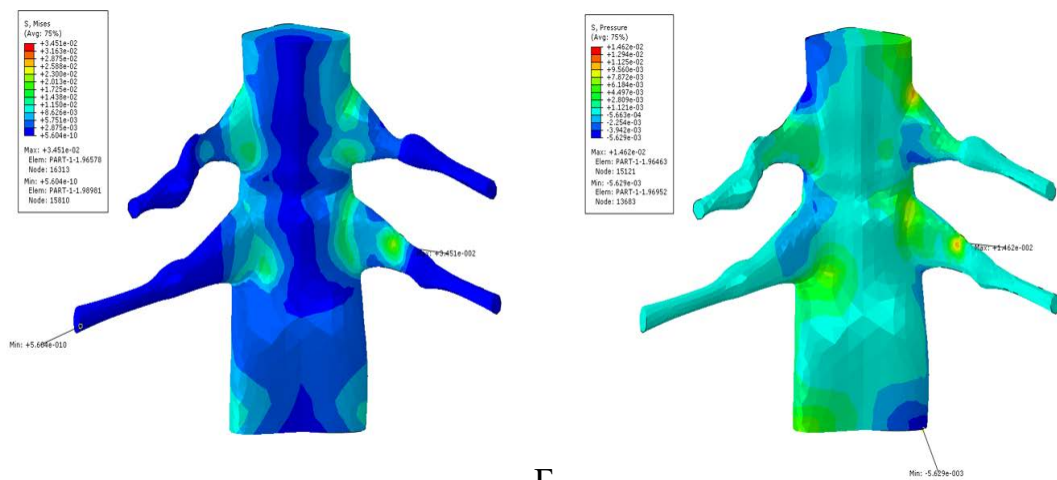 S, Mises
(Avg: 75%)
+3.451e-02
+3.163e-02
+2.875e-02
+2.588e-02
+2.300e-02
+2.013e-02
+1.725e-02
+1.438e-02
+1.150e-02
+8.626e-03
+5.751e-03
+2.875e-03
+5.604e-10
Max: +3.451e-02
Elem: PART-1-1.96578
Node: 16313
Min: +5.604e-10
Elem: PART-1-1.98981
Node: 15810
+3.451e-002
Min: +5.604e-010
S, Pressure
(Avg: 75%)
+1.462e-02
+1.294e-02
+1.125e-02
+9.560e-03
+7.872e-03
+6.184e-03
+4.497e-03
+2.809e-03
+1.121e-03
-5.663e-04
-2.254e-03
-3.942e-03
-5.629e-03
Max: +1.462e-02
Elem: PART-1-1.96463
Node: 15121
Min: -5.629e-03
Elem: PART-1-1.96952
Node: 13683
Max: +1.462e-002
Min: -5.629e-003